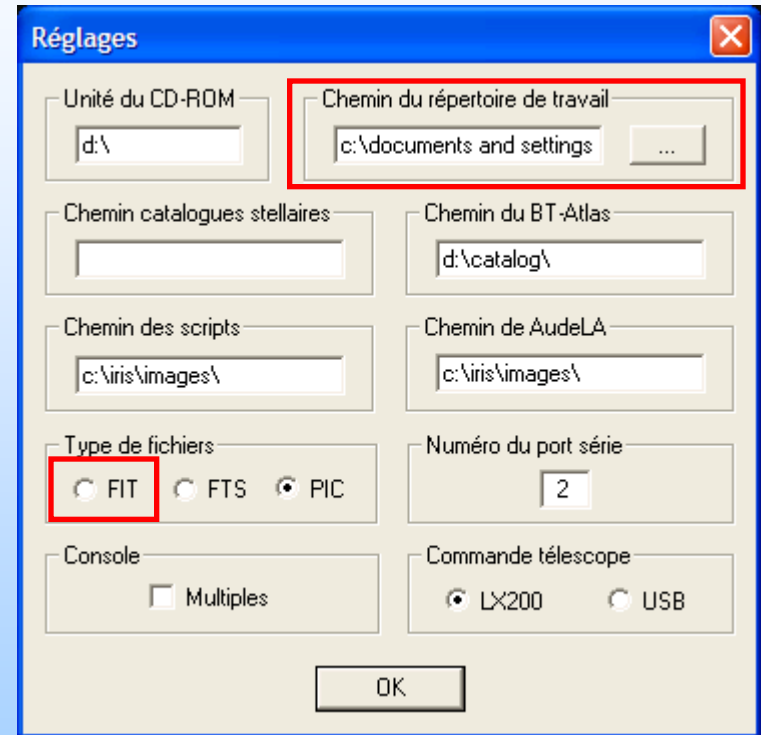 Réglages
Unité du CD-ROM
Chemin du répertoire de travail
d:\
c:\documents and settings
...
Chemin catalogues stellaires
Chemin du BT-Atlas
d:\catalog\
Chemin des scripts
Chemin de AudeLA
c:\iris\images\
c:\iris\images\
Type de fichiers
Numéro du port série
FIT FTS PIC
2
Console
Commande télescope
Multiples
LX200 USB
OK